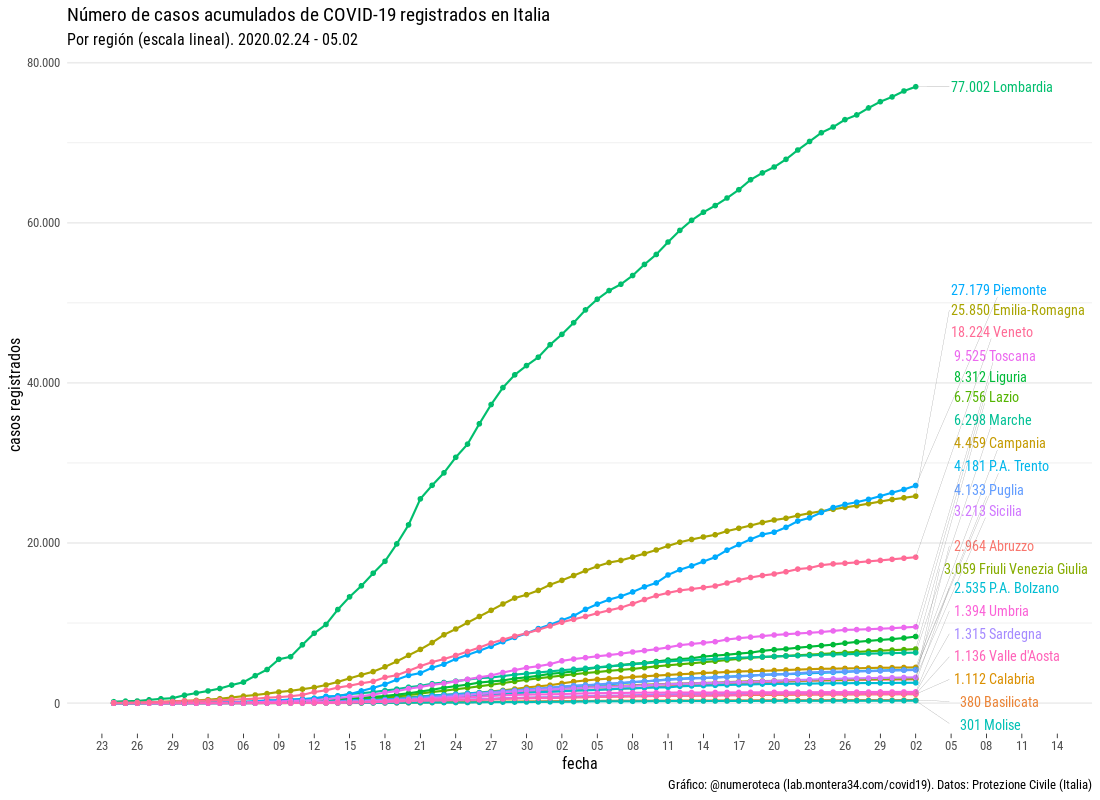 Número de casos acumulados de COVID-19 registrados en Italia
Por región (escala lineal). 2020.02.24 - 05.02
casos registrados
80.000
60.000
40.000
20.000
0
77.002 Lombardia
27.179 Piemonte
25.850 Emilia-Romagna
18.224 Veneto
9.525 Toscana
8.312 Liguria
6.756 Lazio
6.298 Marche
4.459 Campania
4.181 P.A. Trento
4.133 Puglia
3.213 Sicilia
2.964 Abruzzo
3.059 Friuli Venezia Giulia
2.535 P.A. Bolzano
1.394 Umbria
1.315 Sardegna
1.136 Valle d'Aosta
1.112 Calabria
380 Basilicata
301 Molise
23 26 29 03 06 09 12 15 18 21 24 27 30 02 05 08 11 14 17 20 23 26 29 02 05 08 11 14
fecha
Gráfico: @numeroteca (lab.montera34.com/covid19). Datos: Protezione Civile (Italia)